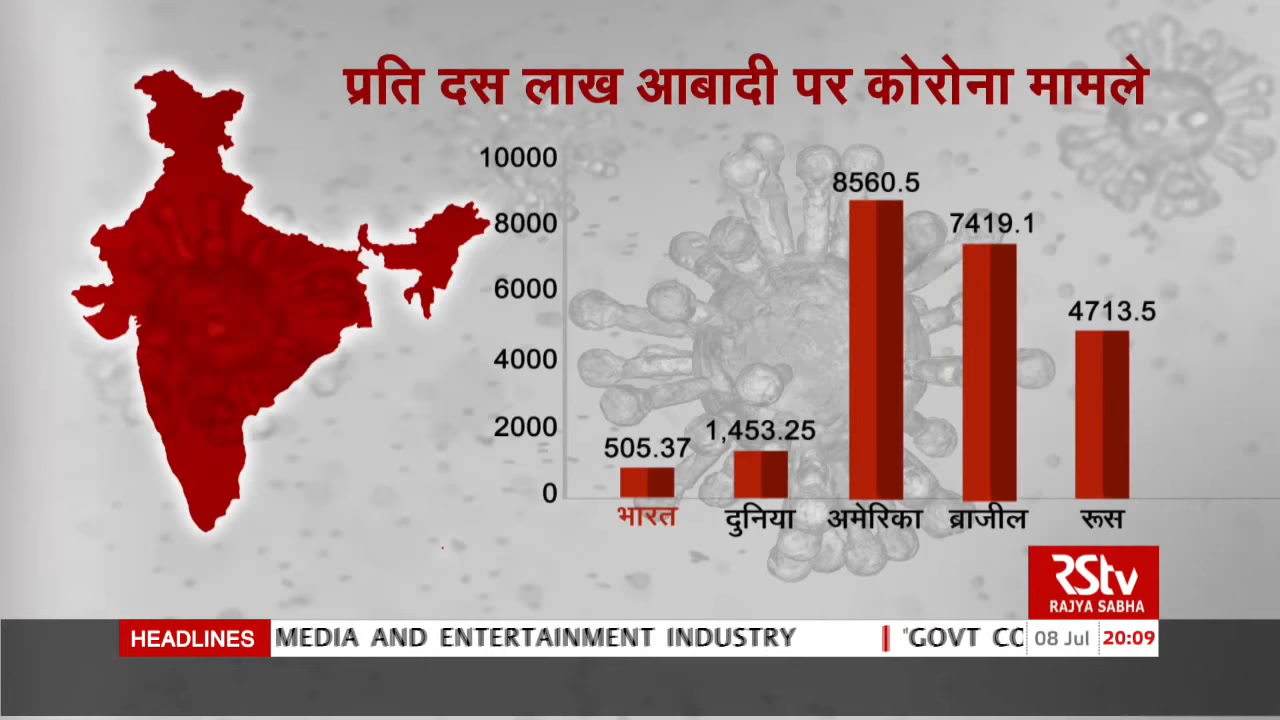 प्रति दस लाख आबादी पर कोरोना मामले
10000
8000
6000
4000
2000
0
505.37
1,453.25
8560.5
7419.1
4713.5
भारत
दुनिया
अमेरिका
ब्राजील
रूस
RStv
RAJYA SABHA
HEADLINES MEDIA AND ENTERTAINMENT INDUSTRY "GOVT CO 08 Jul 20:09